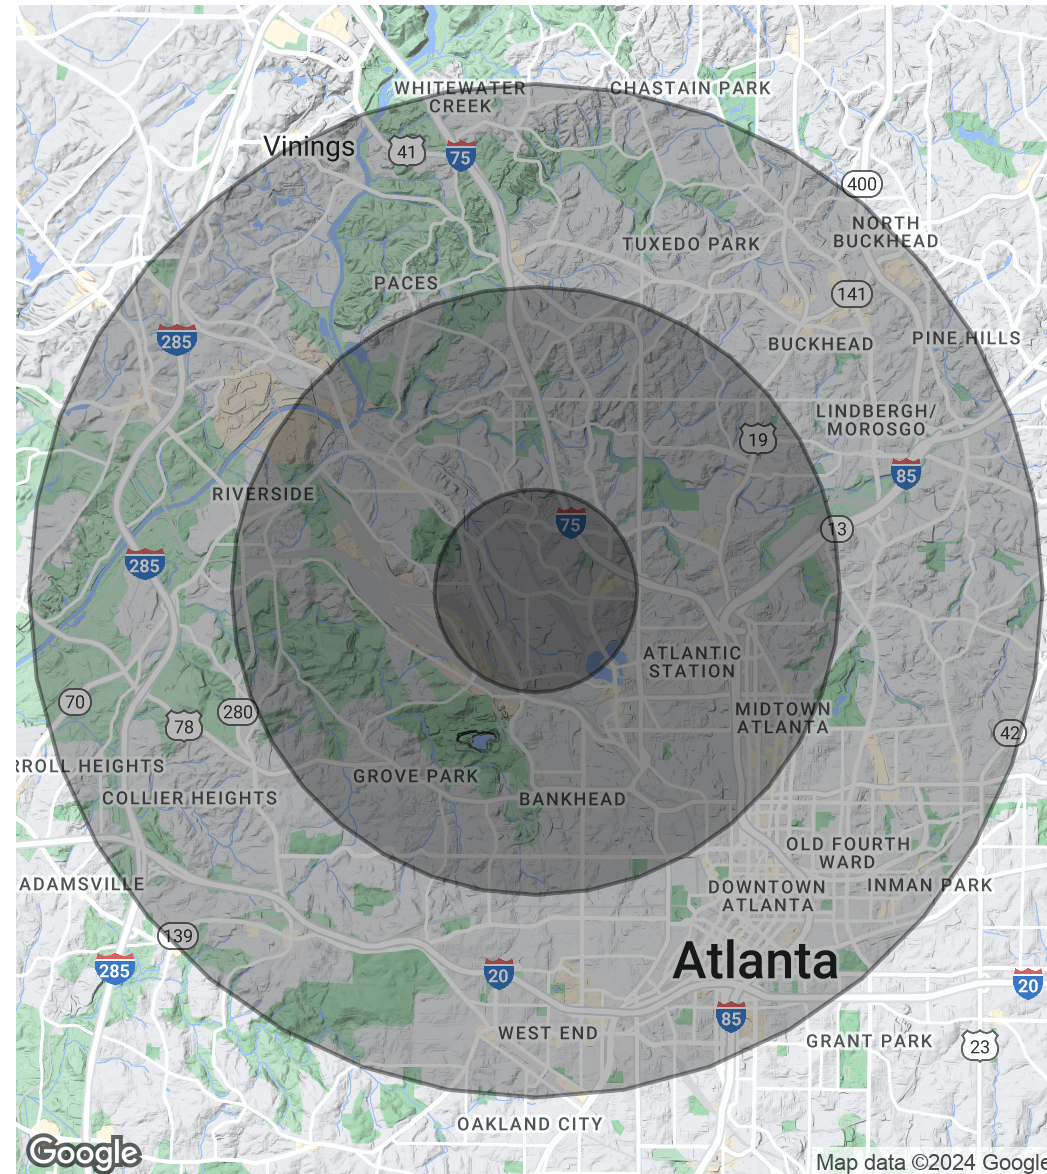 WHITEWATER
CREEK
CHASTAIN PARK
Vinings
41
75
400
NORTH
BUCKHEAD
TUXEDO PARK
PACES
141
285
BUCKHEAD
PINE HILLS
LINDBERGH/
MOROSGO
19
85
RIVERSIDE
75
13
285
ATLANTIC
STATION
70
78
280
MIDTOWN
ATLANTA
42
RROLL HEIGHTS
GROVE PARK
COLLIER HEIGHTS
BANKHEAD
OLD FOURTH
WARD
ADAMSVILLE
DOWNTOWN
ATLANTA
INMAN PARK
139
Atlanta
285
20
20
85
WEST END
GRANT PARK
23
OAKLAND CITY
Google
Map data ©2024 Google